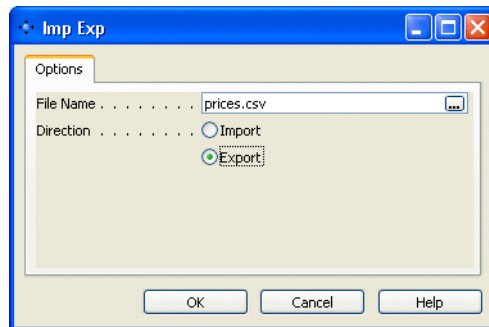 Imp Exp
Options
File Name . . . . . . . . prices.csv ...
Direction . . . . . . . . Import
Export
OK Cancel Help